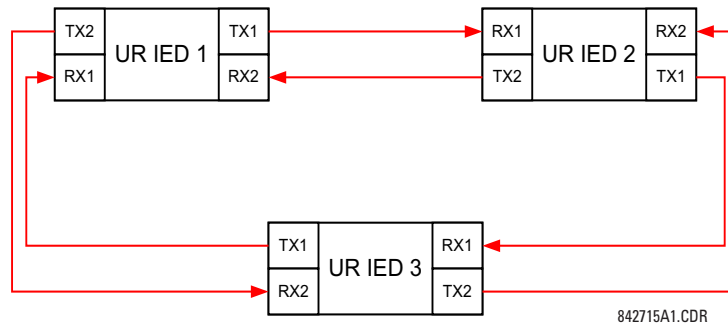 TX2 TX1 RX1 RX2
UR IED 1 UR IED 2
RX1 RX2 TX2 TX1
TX1 RX1
UR IED 3
RX2 TX2
842715A1.CDR